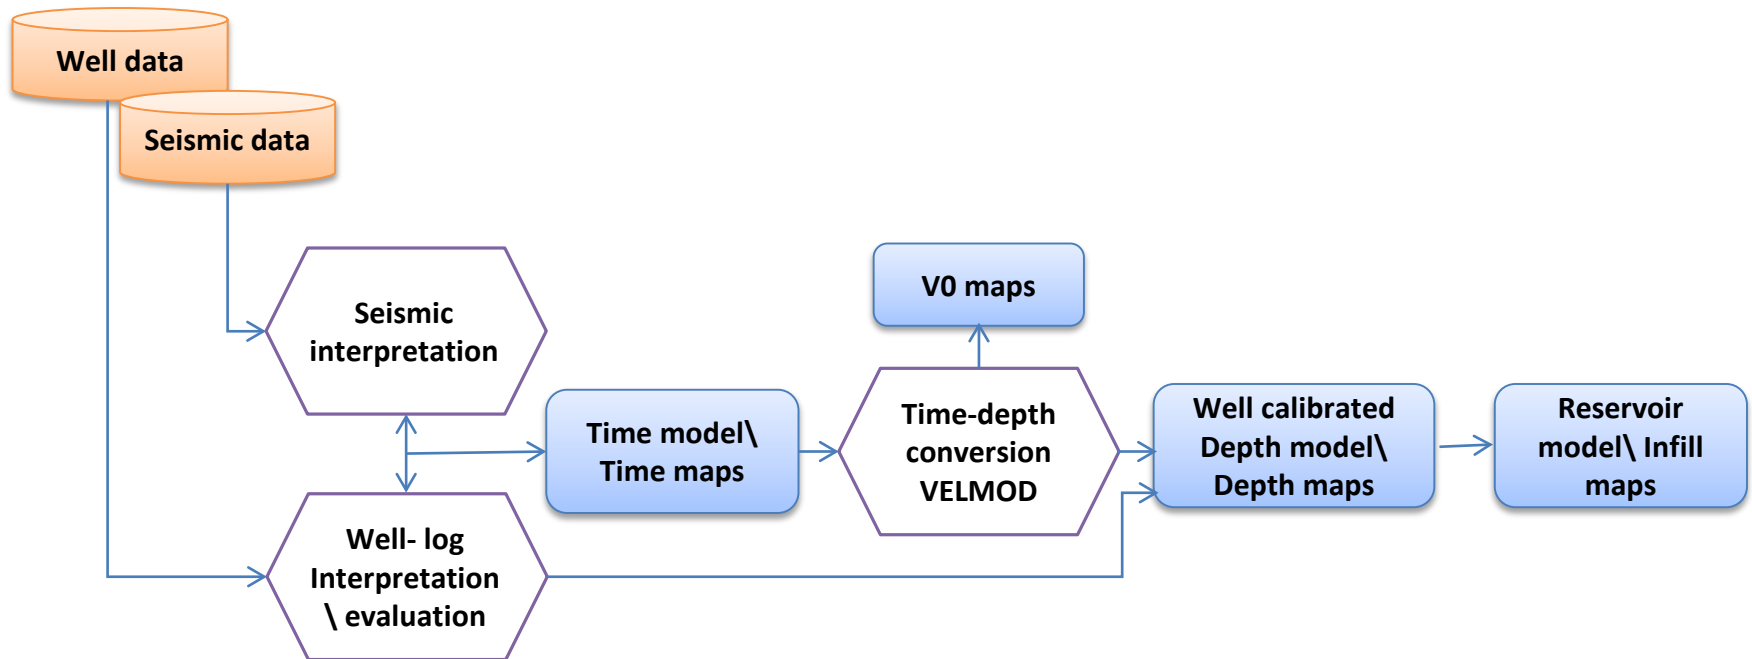 Well data
Seismic data
Seismic
interpretation
V0 maps
Time model\
Time maps
Time-depth
conversion
VELMOD
Well calibrated
Depth model\
Depth maps
Reservoir
model\ Infill
maps
Well- log
Interpretation
\ evaluation